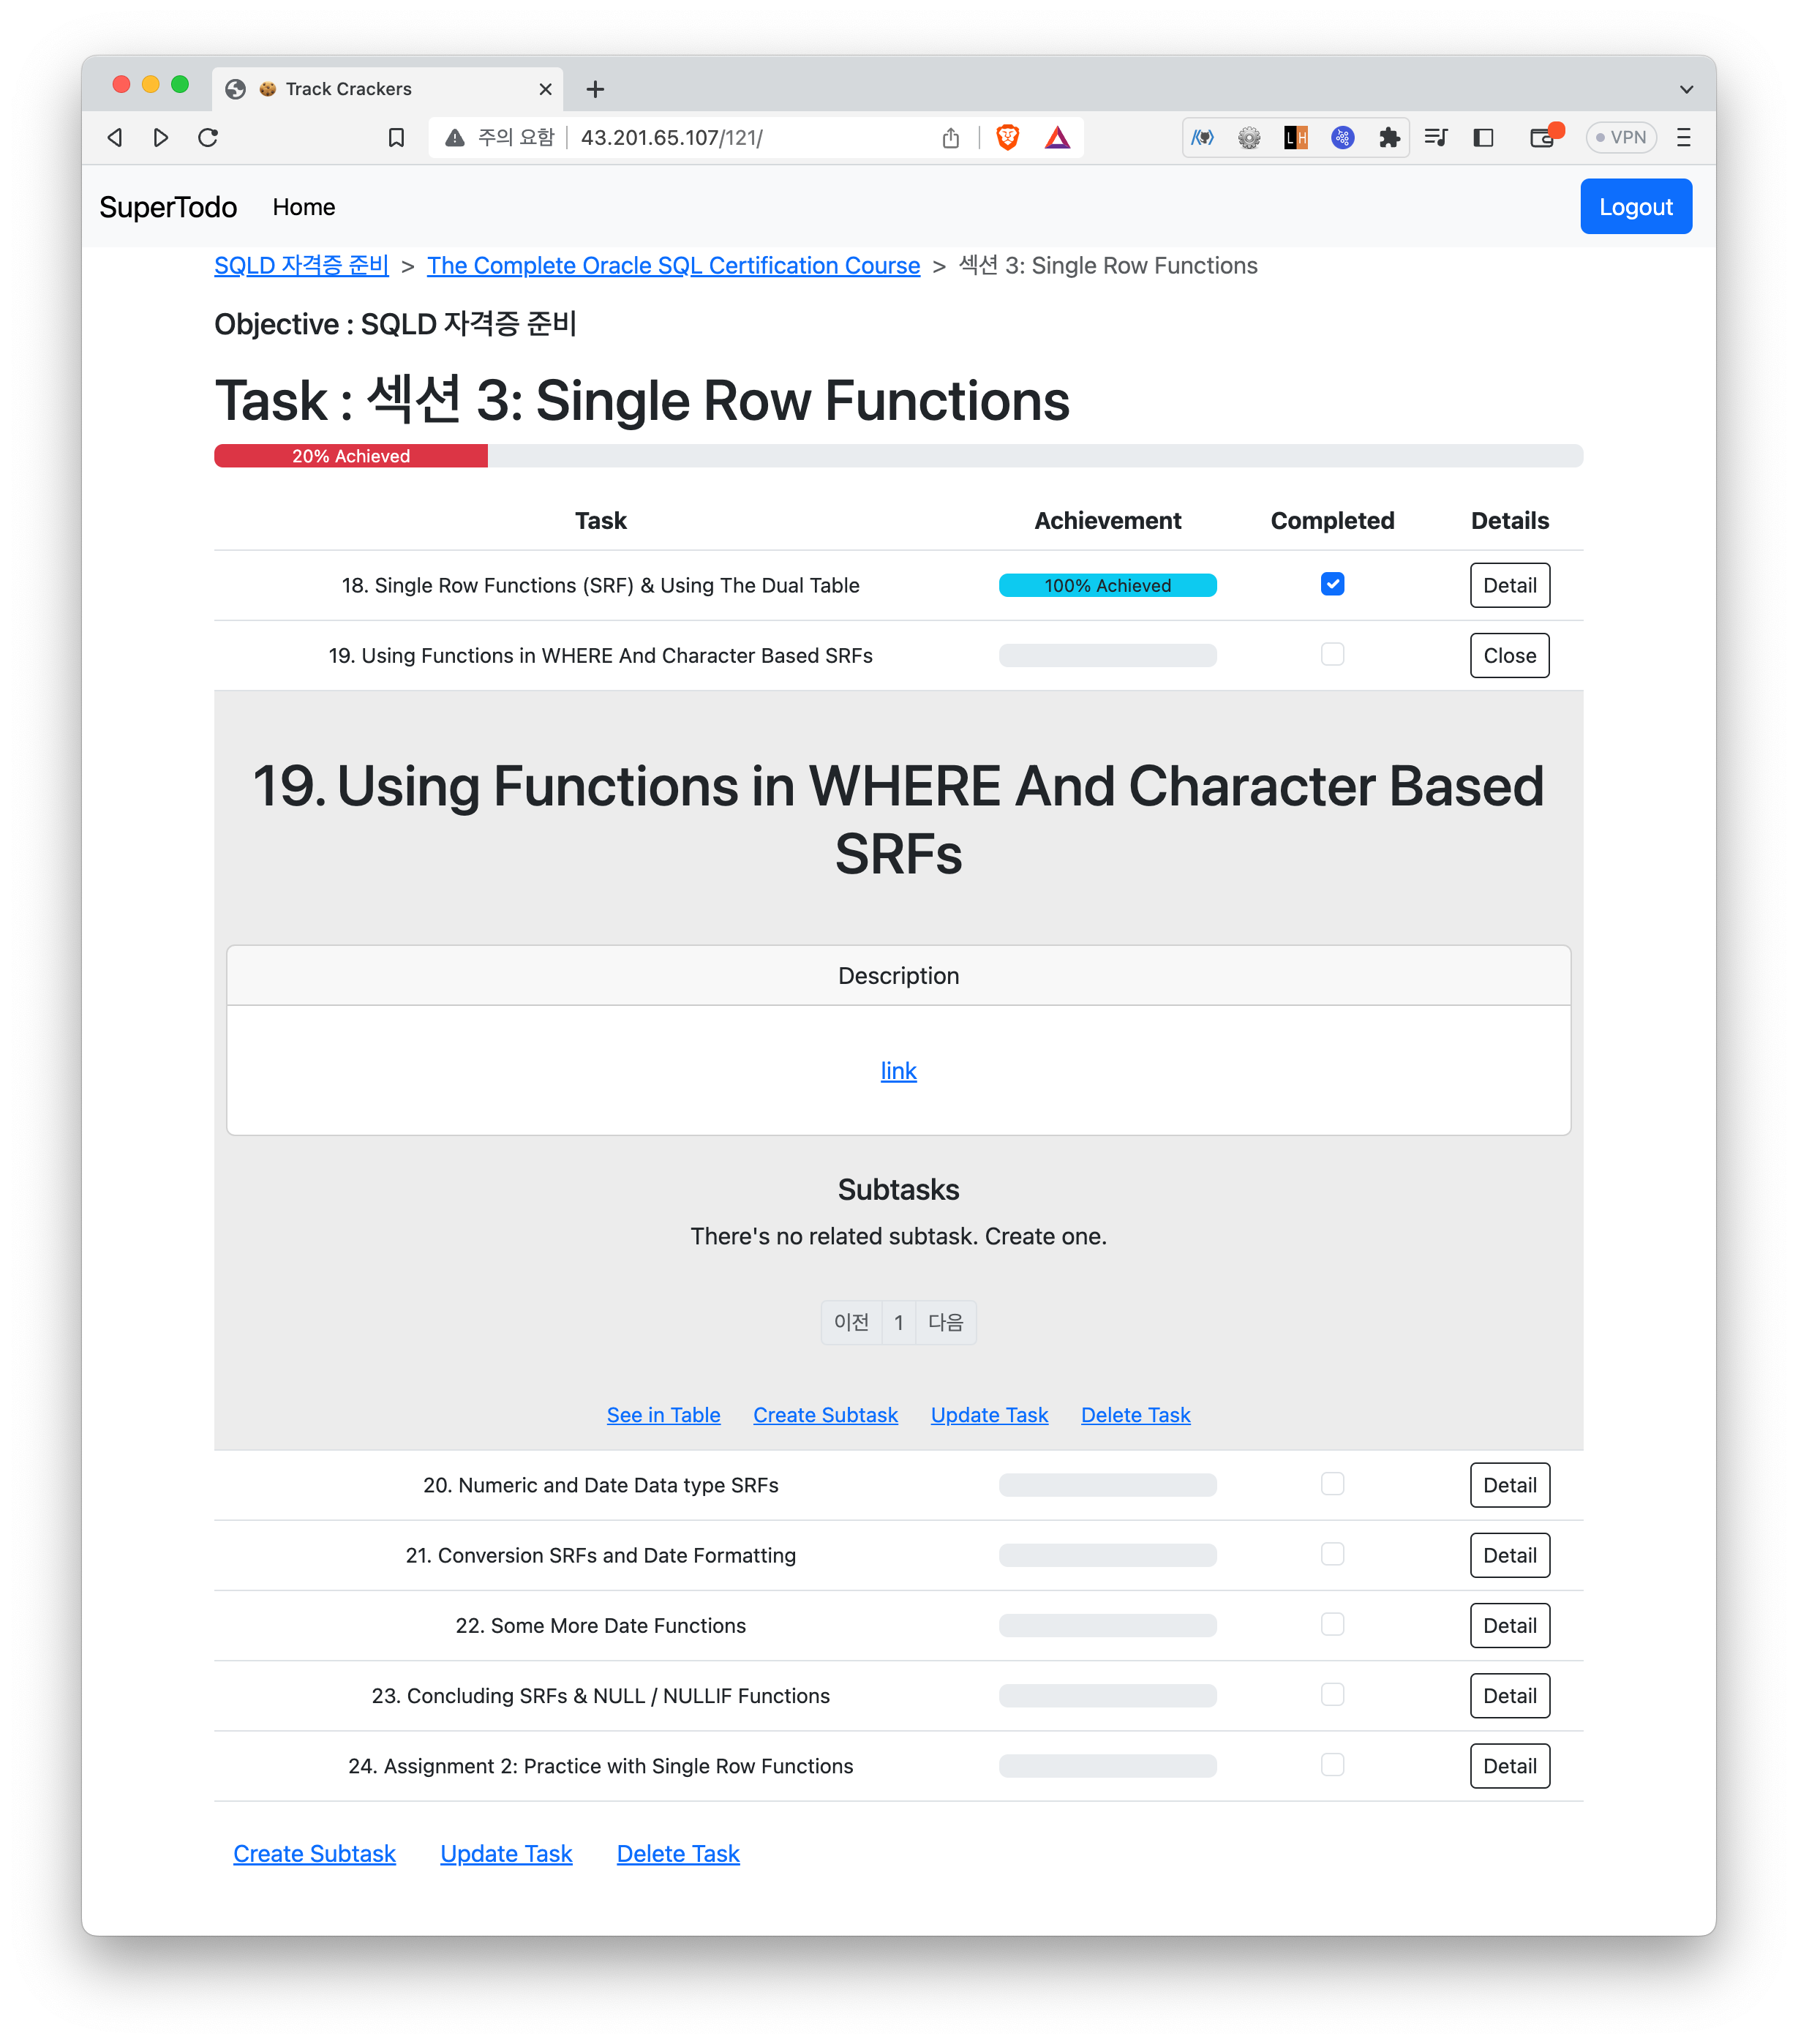 Track Crackers
주의 요함 43.201.65.107/121/
LH
VPN
SuperTodo Home Logout
SQLD 자격증 준비 > The Complete Oracle SQL Certification Course > 섹션 3: Single Row Functions
Objective : SQLD 자격증 준비
Task : 섹션 3: Single Row Functions
20% Achieved
Task Achievement Completed Details
18. Single Row Functions (SRF) & Using The Dual Table 100% Achieved Detail
19. Using Functions in WHERE And Character Based SRFs Close
19. Using Functions in WHERE And Character Based
SRFs
Description
link
Subtasks
There's no related subtask. Create one.
이전 1 다음
See in Table Create Subtask Update Task Delete Task
20. Numeric and Date Data type SRFs Detail
21. Conversion SRFs and Date Formatting Detail
22. Some More Date Functions Detail
23. Concluding SRFs & NULL / NULLIF Functions Detail
24. Assignment 2: Practice with Single Row Functions Detail
Create Subtask Update Task Delete Task